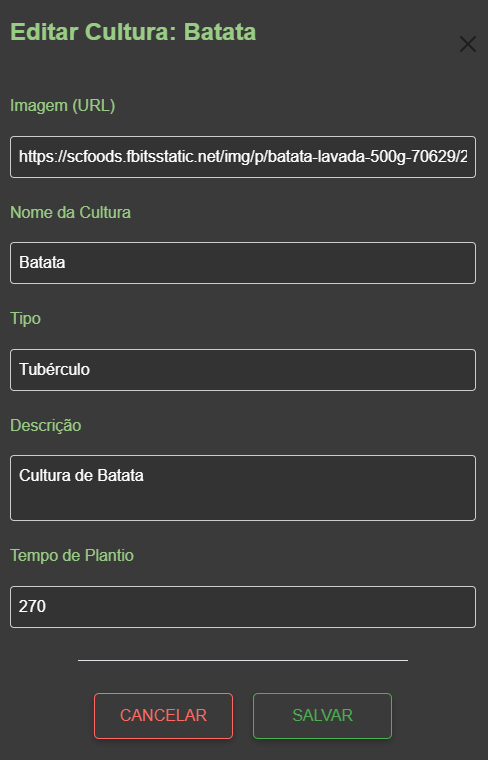 Editar Cultura: Batata
Imagem (URL)
https://scfoods.fbitsstatic.net/img/p/batata-lavada-500g-70629/2
Nome da Cultura
Batata
Tipo
Tubérculo
Descrição
Cultura de Batata
Tempo de Plantio
270
CANCELAR SALVAR